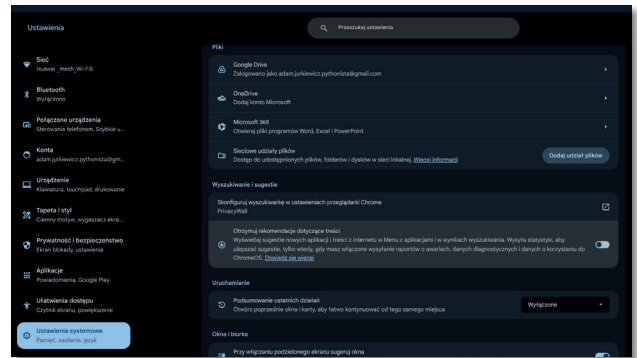 Ustawienia
Przeszukaj ustawienia
Sieć
Huawei _mesh_Wi-Fi5
Bluetooth
Wyłączono
Połączone urządzenia
Sterowanie telefonem, Szybkie u...
Konta
adam.jurkiewicz.pythonista@gm...
Urządzenie
Klawiatura, touchpad, drukowanie
Tapeta i styl
Ciemny motyw, wygaszacz ekra...
Prywatność i bezpieczeństwo
Ekran blokady, ustawienia
Aplikacje
Powiadomienia, Google Play
Ułatwienia dostępu
Czytnik ekranu, powiększenie
Ustawienia systemowe
Pamięć, zasilanie, język
Pliki
Google Drive
Zalogowano jako adam.jurkiewicz.pythonista@gmail.com
OneDrive
Dodaj konto Microsoft
Microsoft 365
Otwieraj pliki programów Word, Excel i PowerPoint
Sieciowe udziały plików
Dostęp do udostępnionych plików, folderów i dysków w sieci lokalnej. Więcej informacji
Dodaj udział plików
Wyszukiwanie i sugestie
Skonfiguruj wyszukiwarkę w ustawieniach przeglądarki Chrome
PrivacyWall
Otrzymuj rekomendacje dotyczące treści
Wyświetlaj sugestie nowych aplikacji i treści z internetu w Menu z aplikacjami i w wynikach wyszukiwania. Wysyła statystyki, aby
ulepszać sugestie, tylko wtedy, gdy masz włączone wysyłanie raportów o awariach, danych diagnostycznych i danych o korzystaniu do
ChromeOS. Dowiedz się więcej
Uruchamianie
Podsumowanie ostatnich działań
Otwórz poprzednie okna i karty, aby łatwo kontynuować od tego samego miejsca
Wyłączone
Okna i biurka
Przy włączaniu podzielonego ekranu sugeruj okna